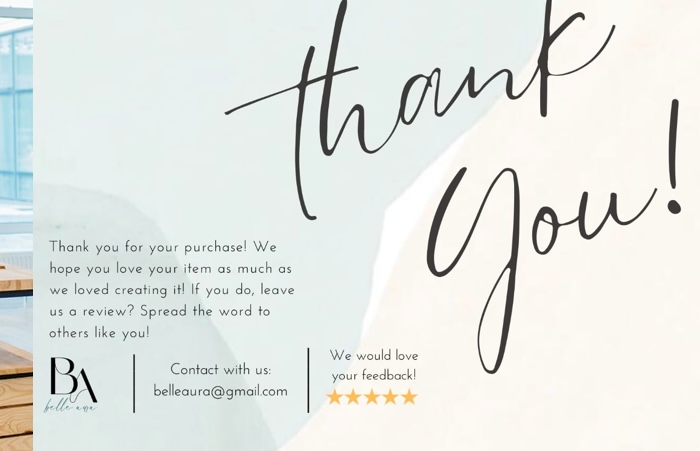 thank
you!
Thank you for your purchase! We
hope you love your item as much as
we loved creating it! If you do, leave
us a review? Spread the word to
others like you!
BA
belle aura
Contact with us:
belleaura@gmail.com
We would love
your feedback!